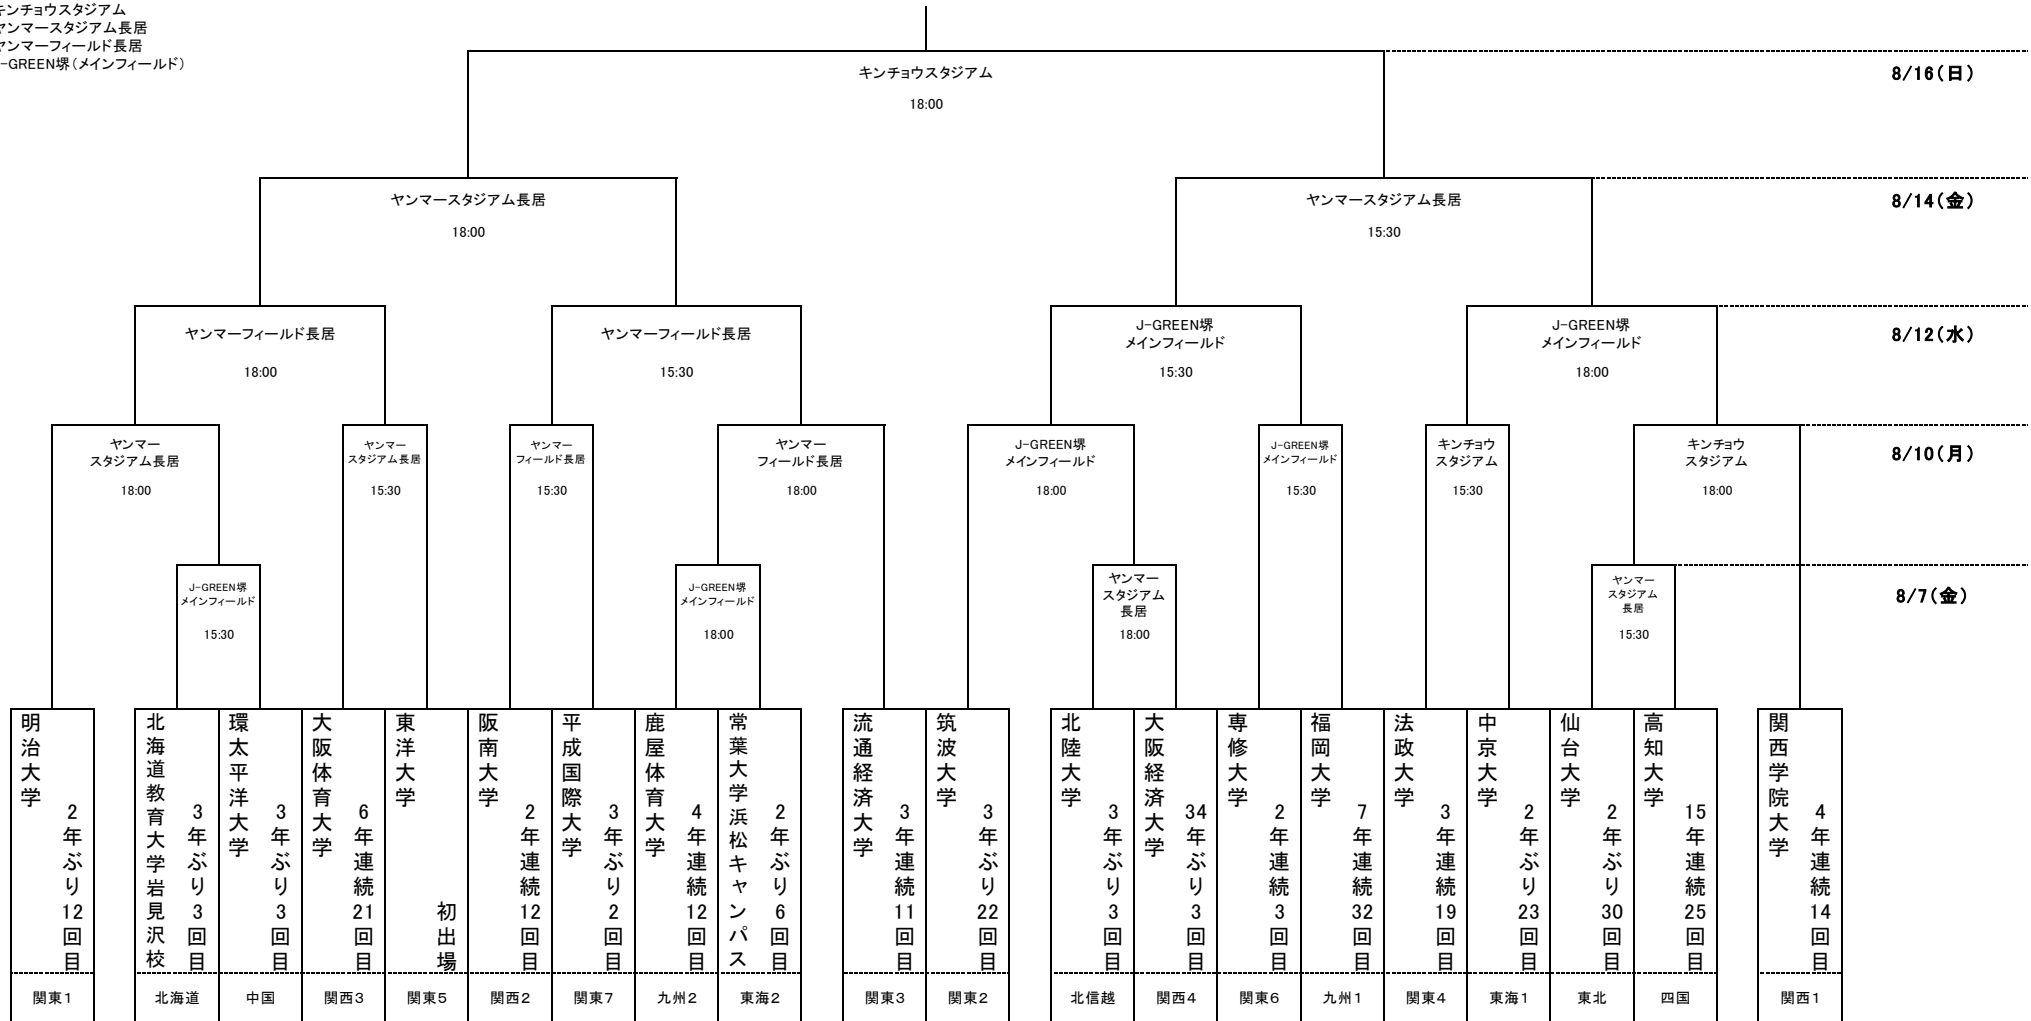 キンチョウスタジアム
ヤンマースタジアム長居
ヤンマーフィールド長居
-GREEN堺（メインフィールド）
キンチョウスタジアム
18:00
8/16（日）
ヤンマースタジアム長居
18:00
ヤンマースタジアム長居
15:30
8/14（金）
ヤンマーフィールド長居
18:00
ヤンマーフィールド長居
15:30
J-GREEN堺
メインフィールド
15:30
J-GREEN堺
メインフィールド
18:00
8/12（水）
ヤンマー
スタジアム長居
18:00
ヤンマー
スタジアム長居
15:30
ヤンマー
フィールド長居
15:30
ヤンマー
フィールド長居
18:00
J-GREEN堺
メインフィールド
18:00
J-GREEN堺
メインフィールド
15:30
キンチョウ
スタジアム
15:30
キンチョウ
スタジアム
18:00
8/10（月）
J-GREEN堺
メインフィールド
15:30
J-GREEN堺
メインフィールド
18:00
ヤンマー
スタジアム
長居
18:00
ヤンマー
スタジアム
長居
15:30
8/7（金）
明治大学
2年ぶり12回目
関東1
北海道教育大学岩見沢校
3年ぶり3回目
北海道
環太平洋大学
3年ぶり3回目
中国
大阪体育大学
6年連続21回目
関西3
東洋大学
初出場
関東5
阪南大学
2年連続12回目
関西2
平成国際大学
3年ぶり2回目
関東7
鹿屋体育大学
4年連続12回目
九州2
常葉大学浜松キャンパス
2年ぶり6回目
東海2
流通経済大学
3年連続11回目
関東3
筑波大学
3年ぶり22回目
関東2
北陸大学
3年ぶり3回目
北信越
大阪経済大学
34年ぶり3回目
関西4
専修大学
2年連続3回目
関東6
福岡大学
7年連続32回目
九州1
法政大学
3年連続19回目
関東4
中京大学
2年ぶり23回目
東海1
仙台大学
2年ぶり30回目
東北
高知大学
15年連続25回目
四国
関西学院大学
4年連続14回目
関西1